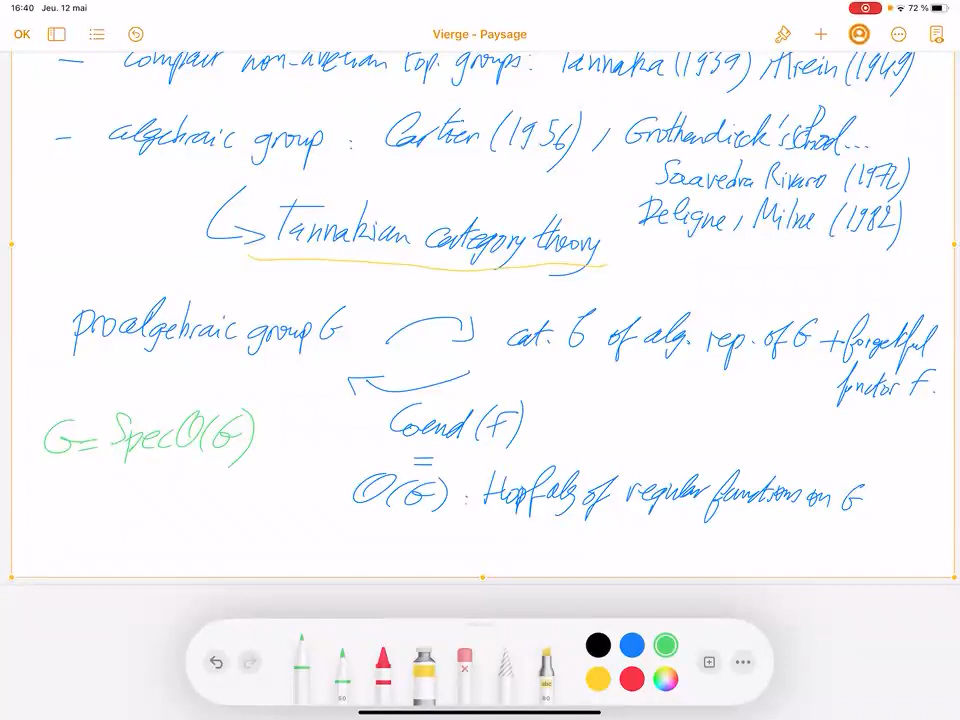 16:40 Jeu. 12 mai
72 %
OK
Vierge - Paysage
– compact non-abelian top. groups: Tannaka (1939), Krein (1949)
– algebraic group : Cartier (1956), Grothendieck's school...
Saavedra Rivano (1972)
Deligne, Milne (1982)
↳ Tannakian category theory
proalgebraic group G
cat. G of alg. rep. of G + forgetful
functor F.
Coend (F)
G = Spec O(G)
=
O(G) : Hopf alg of regular functions on G
50
80